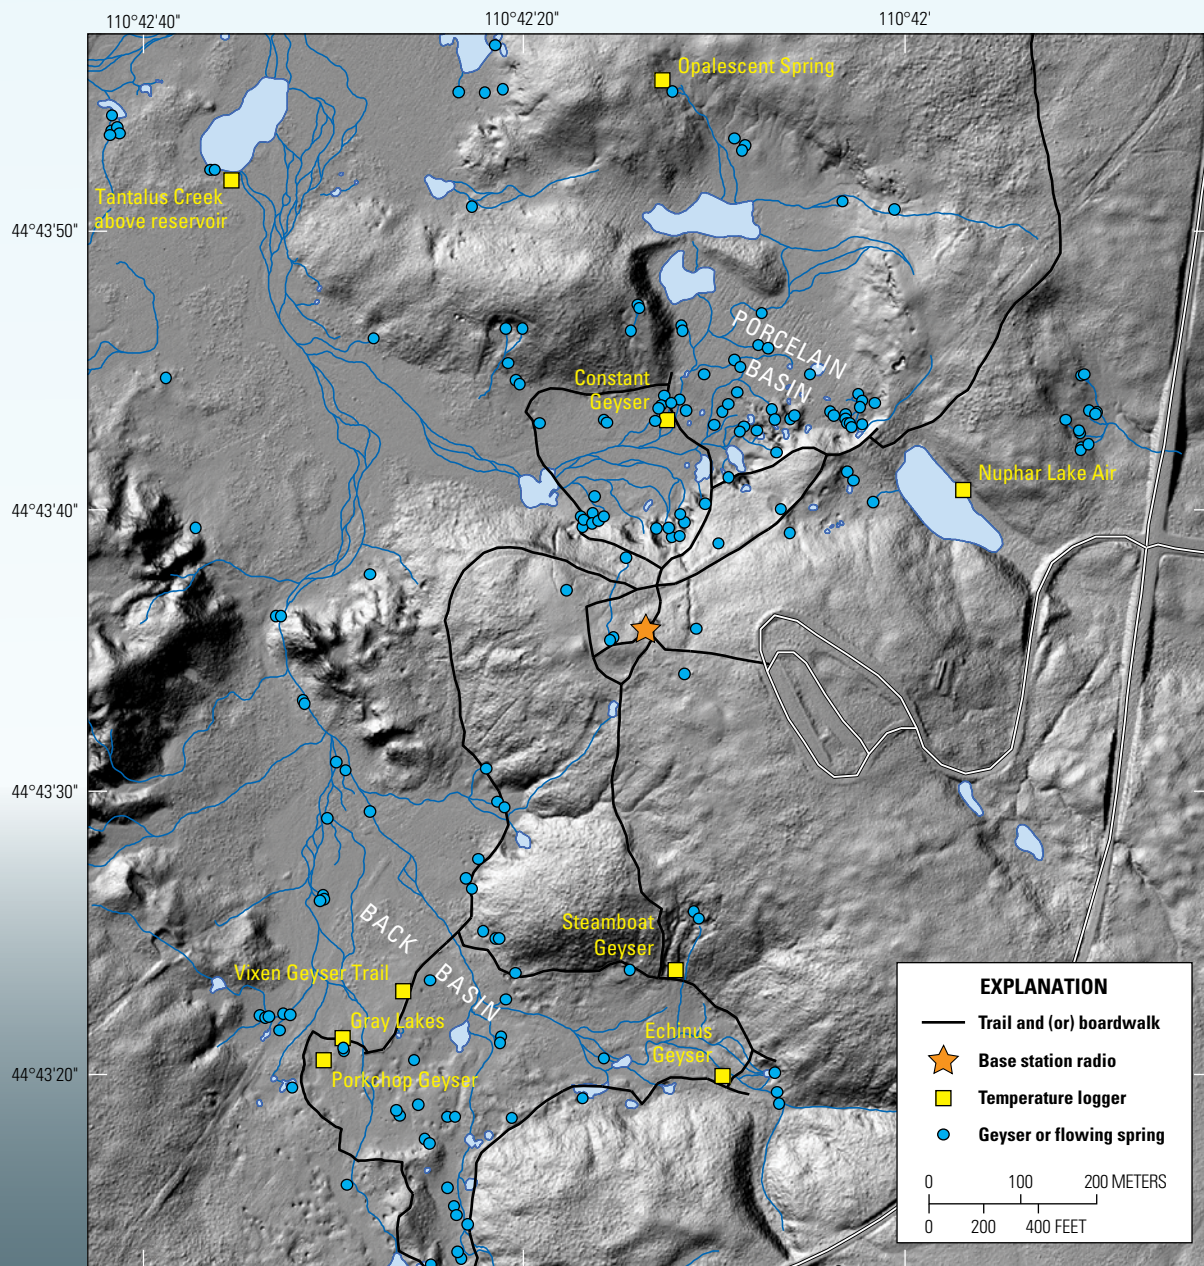 110°42'40"
110°42'20"
110°42'
Opalescent Spring
Tantalus Creek
above reservoir
44°43'50"
PORCELAIN
BASIN
Constant
Geyser
Nuphar Lake Air
44°43'40"
44°43'30"
Steamboat
Geyser
BACK
BASIN
Vixen Geyser Trail
Gray Lakes
Echinus
Geyser
Porkchop Geyser
44°43'20"
EXPLANATION
Trail and (or) boardwalk
Base station radio
Temperature logger
Geyser or flowing spring
0 100 200 METERS
0 200 400 FEET